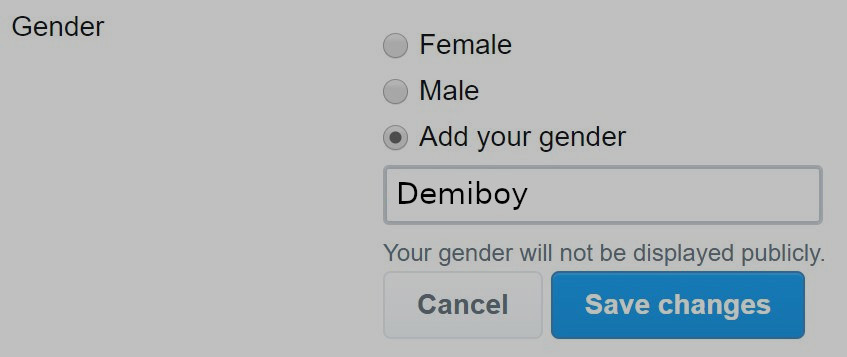 Gender
Female
Male
Add your gender
Demiboy
Your gender will not be displayed publicly.
Cancel
Save changes